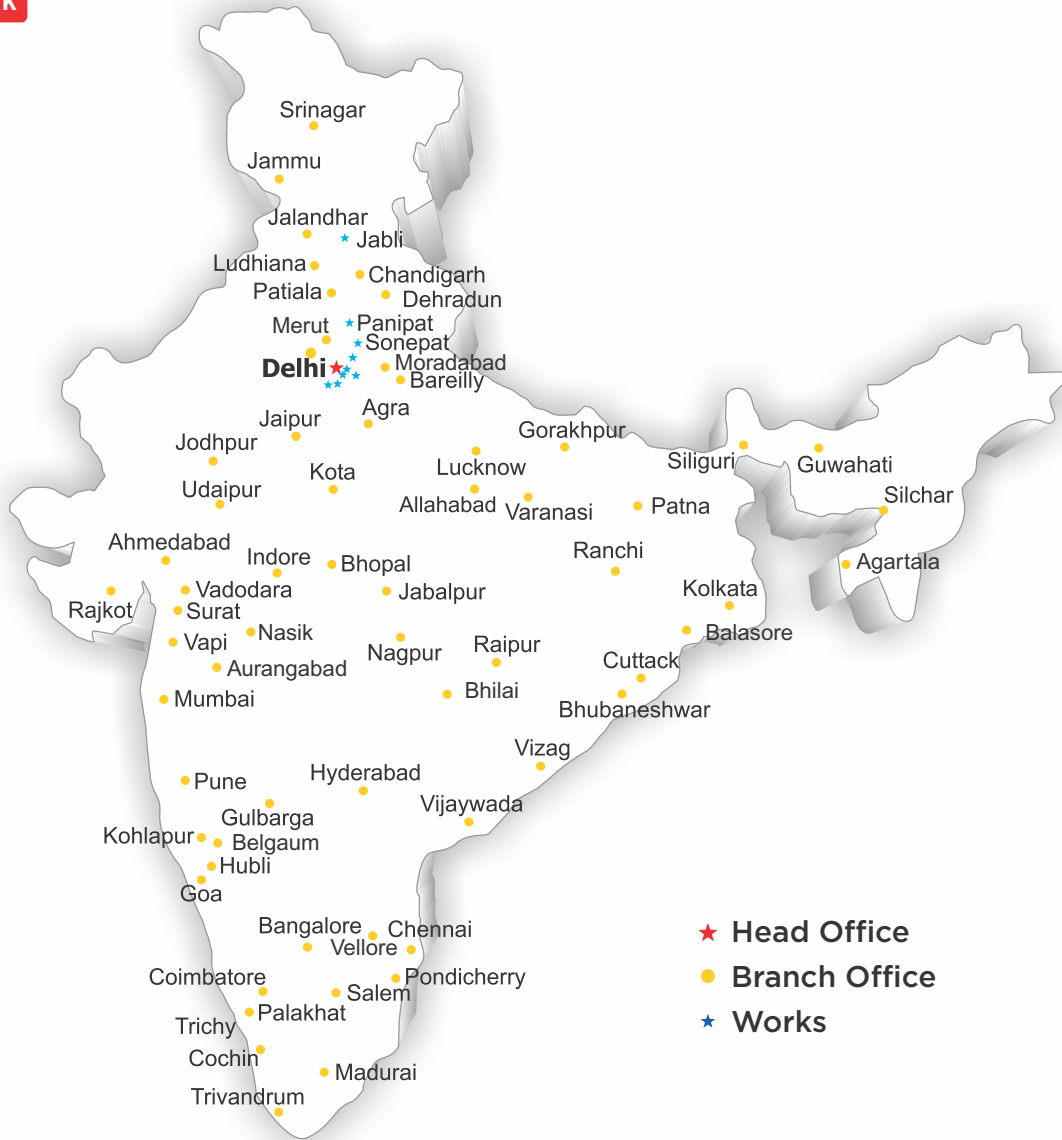 K
Srinagar
Jammu
Jalandhar
Jabli
Ludhiana
Chandigarh
Patiala
Dehradun
Merut
Panipat
Sonepat
Delhi
Moradabad
Bareilly
Agra
Jaipur
Gorakhpur
Jodhpur
Siliguri
Guwahati
Kota
Lucknow
Udaipur
Silchar
Allahabad
Varanasi
Patna
Ahmedabad
Indore
Ranchi
Bhopal
Agartala
Vadodara
Jabalpur
Kolkata
Rajkot
Surat
Nasik
Balasore
Vapi
Nagpur
Raipur
Aurangabad
Cuttack
Mumbai
Bhilai
Bhubaneshwar
Vizag
Pune
Hyderabad
Vijaywada
Gulbarga
Kohlapur
Belgaum
Hubli
Goa
Bangalore
Chennai
Vellore
Coimbatore
Pondicherry
Salem
Palakhat
Trichy
Cochin
Madurai
Trivandrum
Head Office
Branch Office
Works